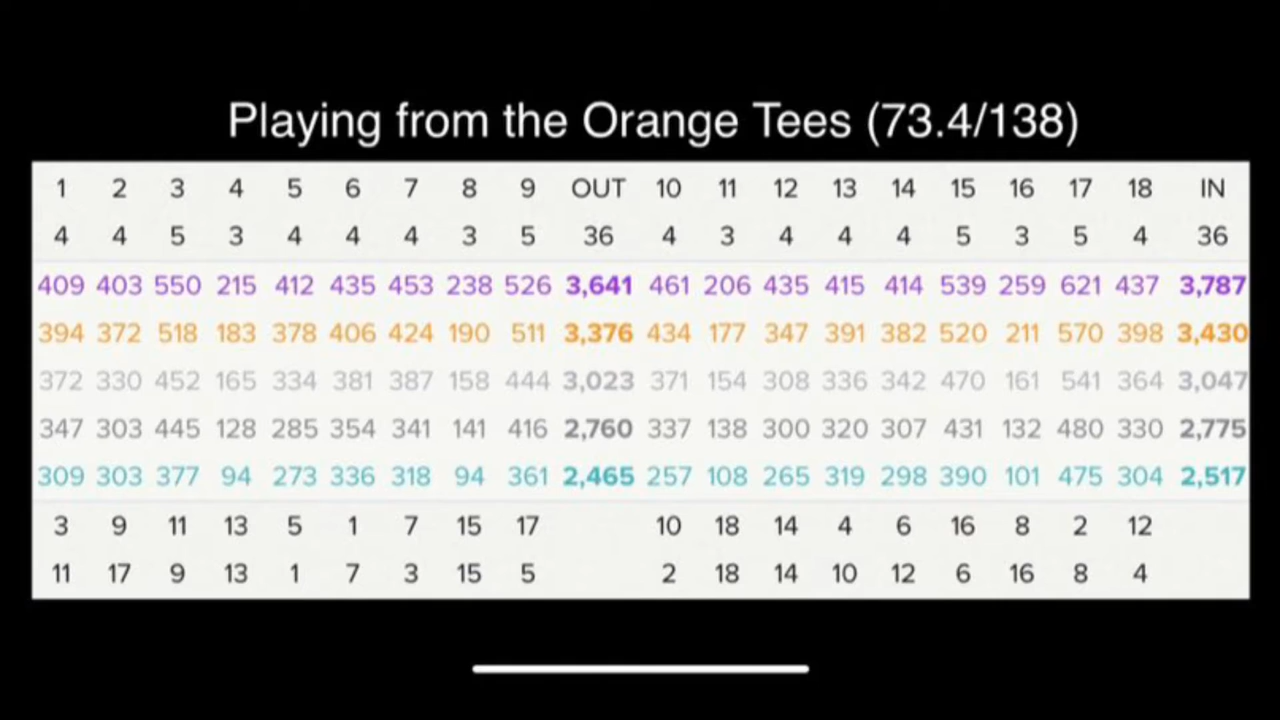 Playing from the Orange Tees (73.4/138)
1 2 3 4 5 6 7 8 9 OUT 10 11 12 13 14 15 16 17 18 IN
4 4 5 3 4 4 4 3 5 36 4 3 4 4 4 5 3 5 4 36
409 403 550 215 412 435 453 238 526 3,641 461 206 435 415 414 539 259 621 437 3,787
394 372 518 183 378 406 424 190 511 3,376 434 177 347 391 382 520 211 570 398 3,430
372 330 452 165 334 381 387 158 444 3,023 371 154 308 336 342 470 161 541 364 3,047
347 303 445 128 285 354 341 141 416 2,760 337 138 300 320 307 431 132 480 330 2,775
309 303 377 94 273 336 318 94 361 2,465 257 108 265 319 298 390 101 475 304 2,517
3 9 11 13 5 1 7 15 17 10 18 14 4 6 16 8 2 12
11 17 9 13 1 7 3 15 5 2 18 14 10 12 6 16 8 4